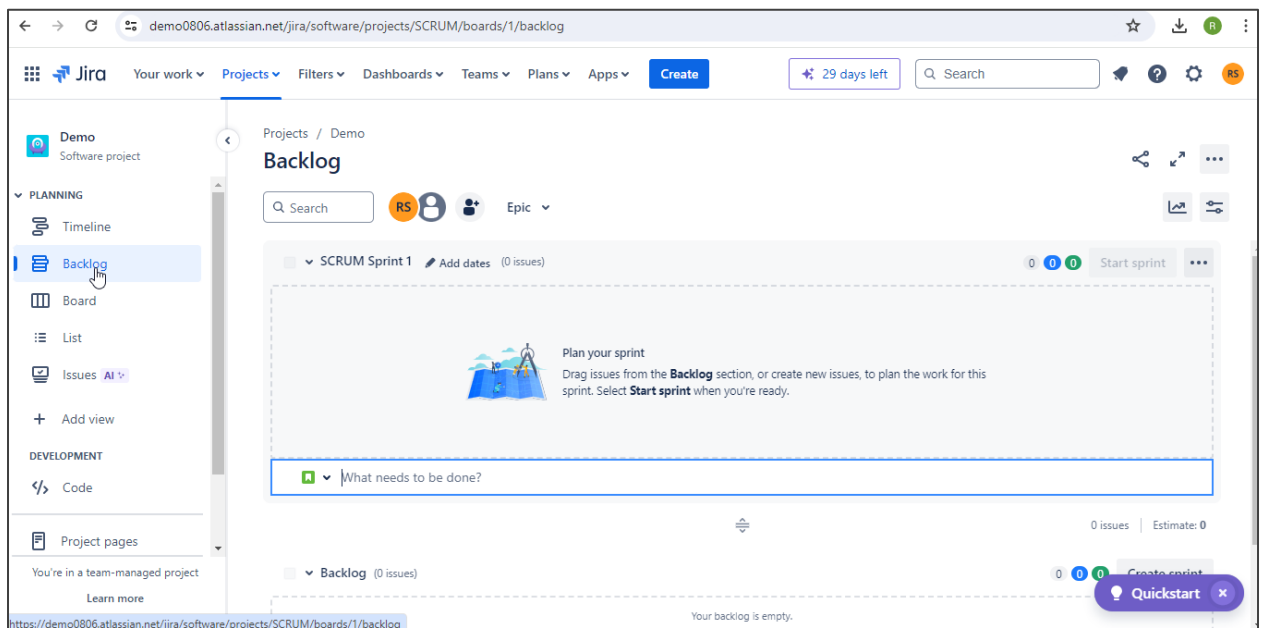 demo0806.atlassian.net/jira/software/projects/SCRUM/boards/1/backlog
R
Jira Your work Projects Filters Dashboards Teams Plans Apps Create 29 days left Search RS
Demo
Software project
PLANNING
Timeline
Backlog
Board
List
Issues AI
Add view
DEVELOPMENT
Code
Project pages
You're in a team-managed project
Learn more
https://demo0806.atlassian.net/jira/software/projects/SCRUM/boards/1/backlog
Projects / Demo
Backlog
Search RS Epic
SCRUM Sprint 1 Add dates (0 issues) 0 0 0 Start sprint
Plan your sprint
Drag issues from the Backlog section, or create new issues, to plan the work for this
sprint. Select Start sprint when you're ready.
What needs to be done?
0 issues Estimate: 0
Backlog (0 issues) 0 0 0 Create sprint
Quickstart
Your backlog is empty.